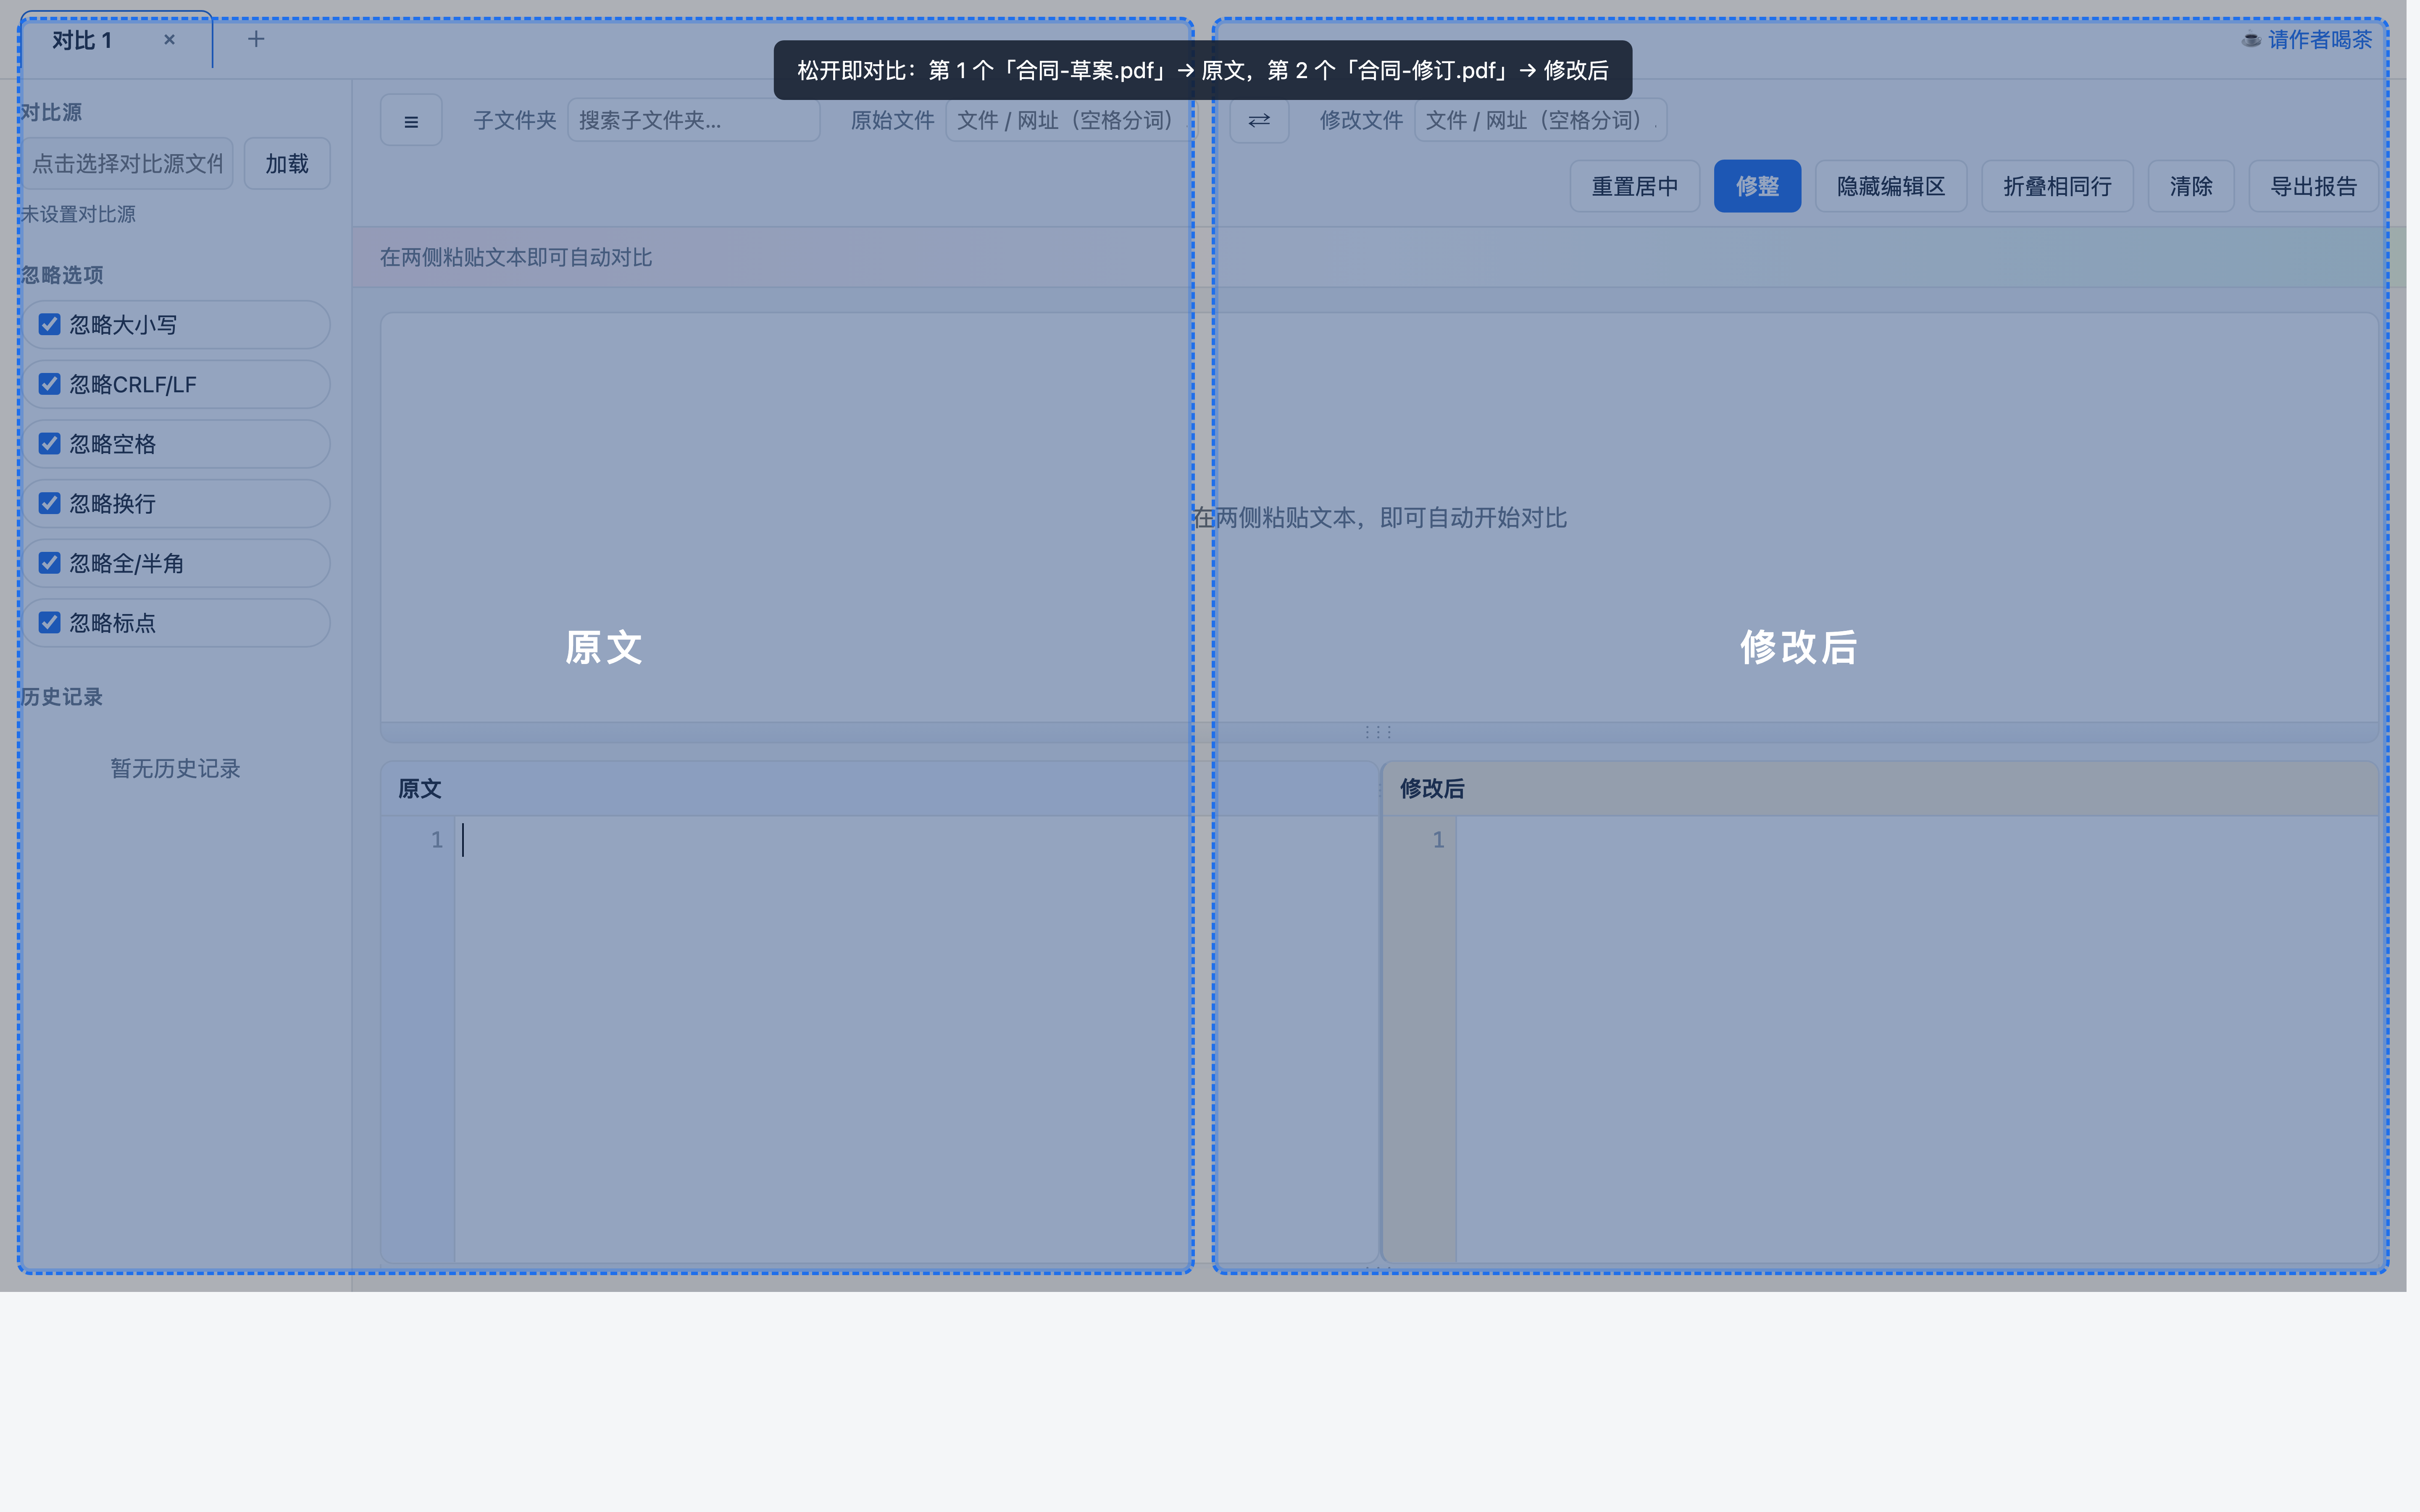 对比 1 × +
☕ 请作者喝茶
松开即对比：第 1 个「合同-草案.pdf」→ 原文，第 2 个「合同-修订.pdf」→ 修改后
对比源
点击选择对比源文件
加载
未设置对比源
忽略选项
忽略大小写
忽略CRLF/LF
忽略空格
忽略换行
忽略全/半角
忽略标点
历史记录
暂无历史记录
≡ 子文件夹 搜索子文件夹... 原始文件 文件 / 网址（空格分词） ⇄ 修改文件 文件 / 网址（空格分词）
重置居中 修整 隐藏编辑区 折叠相同行 清除 导出报告
在两侧粘贴文本即可自动对比
在两侧粘贴文本，即可自动开始对比
原文 修改后
原文 修改后
1 1